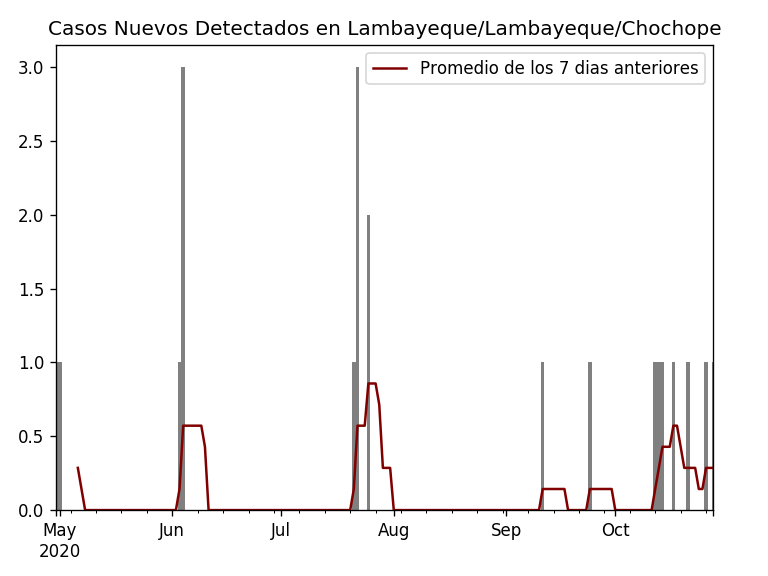 Casos Nuevos Detectados en Lambayeque/Lambayeque/Chochope
Promedio de los 7 dias anteriores
3.0
2.5
2.0
1.5
1.0
0.5
0.0
May Jun Jul Aug Sep Oct
2020